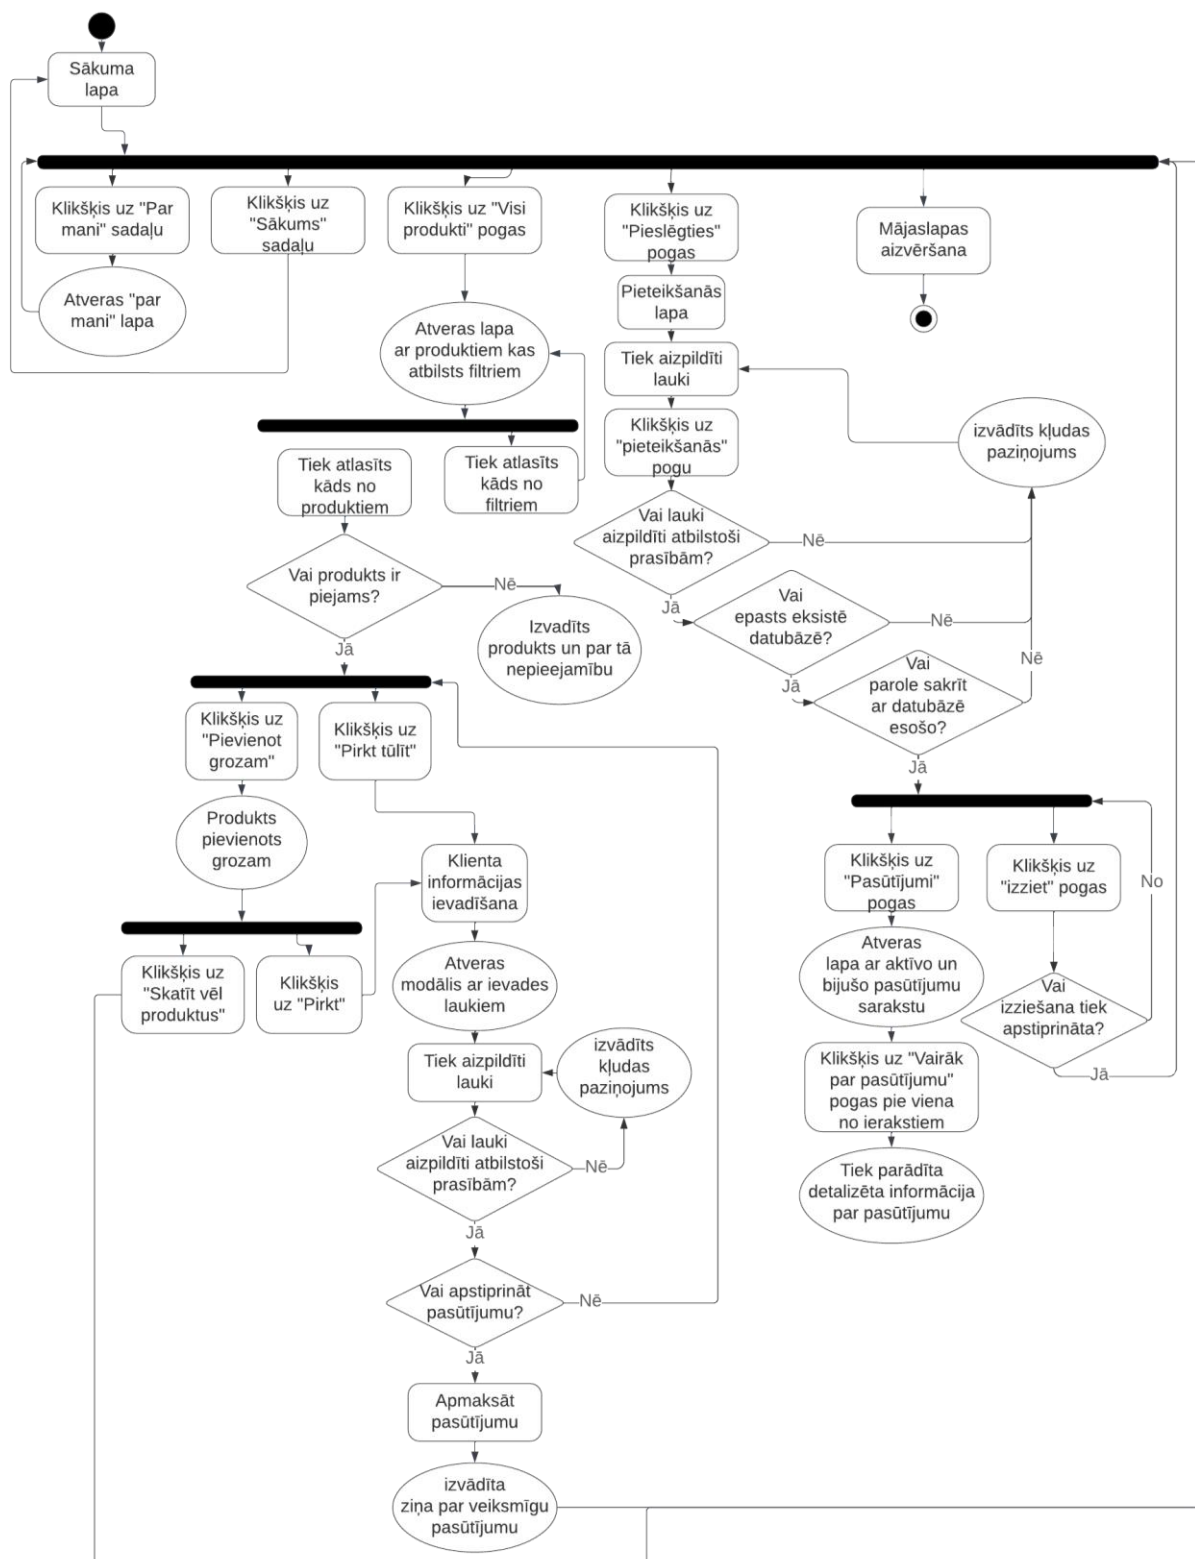 Sākuma
lapa
Klikšķis uz "Par
mani" sadaļu
Atveras "par
mani" lapa
Klikšķis uz
"Sākums"
sadaļu
Klikšķis uz "Visi
produkti" pogas
Atveras lapa
ar produktiem kas
atbilsts filtriem
Tiek atlasīts
kāds no
produktiem
Tiek atlasīts
kāds no
filtriem
Vai produkts ir
piejams?
Nē
Izvadīts
produkts un par tā
nepieejamību
Jā
Klikšķis uz
"Pievienot
grozam"
Klikšķis uz
"Pirkt tūlīt"
Produkts
pievienots
grozam
Klikšķis uz
"Skatīt vēl
produktus"
Klikšķis
uz "Pirkt"
Klienta
informācijas
ievadīšana
Atveras
modālis ar ievades
laukiem
Tiek aizpildīti
lauki
izvādīts
kļudas
paziņojums
Vai lauki
aizpildīti atbilstoši
prasībām?
Nē
Jā
Vai apstiprināt
pasūtījumu?
Nē
Jā
Apmaksāt
pasūtījumu
izvādīta
ziņa par veiksmīgu
pasūtījumu
Klikšķis uz
"Pieslēgties"
pogas
Pieteikšanās
lapa
Tiek aizpildīti
lauki
Klikšķis uz
"pieteikšanās"
pogu
Vai lauki
aizpildīti atbilstoši
prasībām?
Nē
izvādīts kļudas
paziņojums
Jā
Vai
epasts eksistē
datubāzē?
Nē
Jā
Vai
parole sakrīt
ar datubāzē
esošo?
Nē
Jā
Klikšķis uz
"Pasūtījumi"
pogas
Atveras
lapa ar aktīvo un
bijušo pasūtījumu
sarakstu
Klikšķis uz "Vairāk
par pasūtījumu"
pogas pie viena
no ierakstiem
Tiek parādīta
detalizēta informācija
par pasūtījumu
Klikšķis uz
"izziet" pogas
Vai
izziešana tiek
apstiprināta?
No
Jā
Mājaslapas
aizvēršana